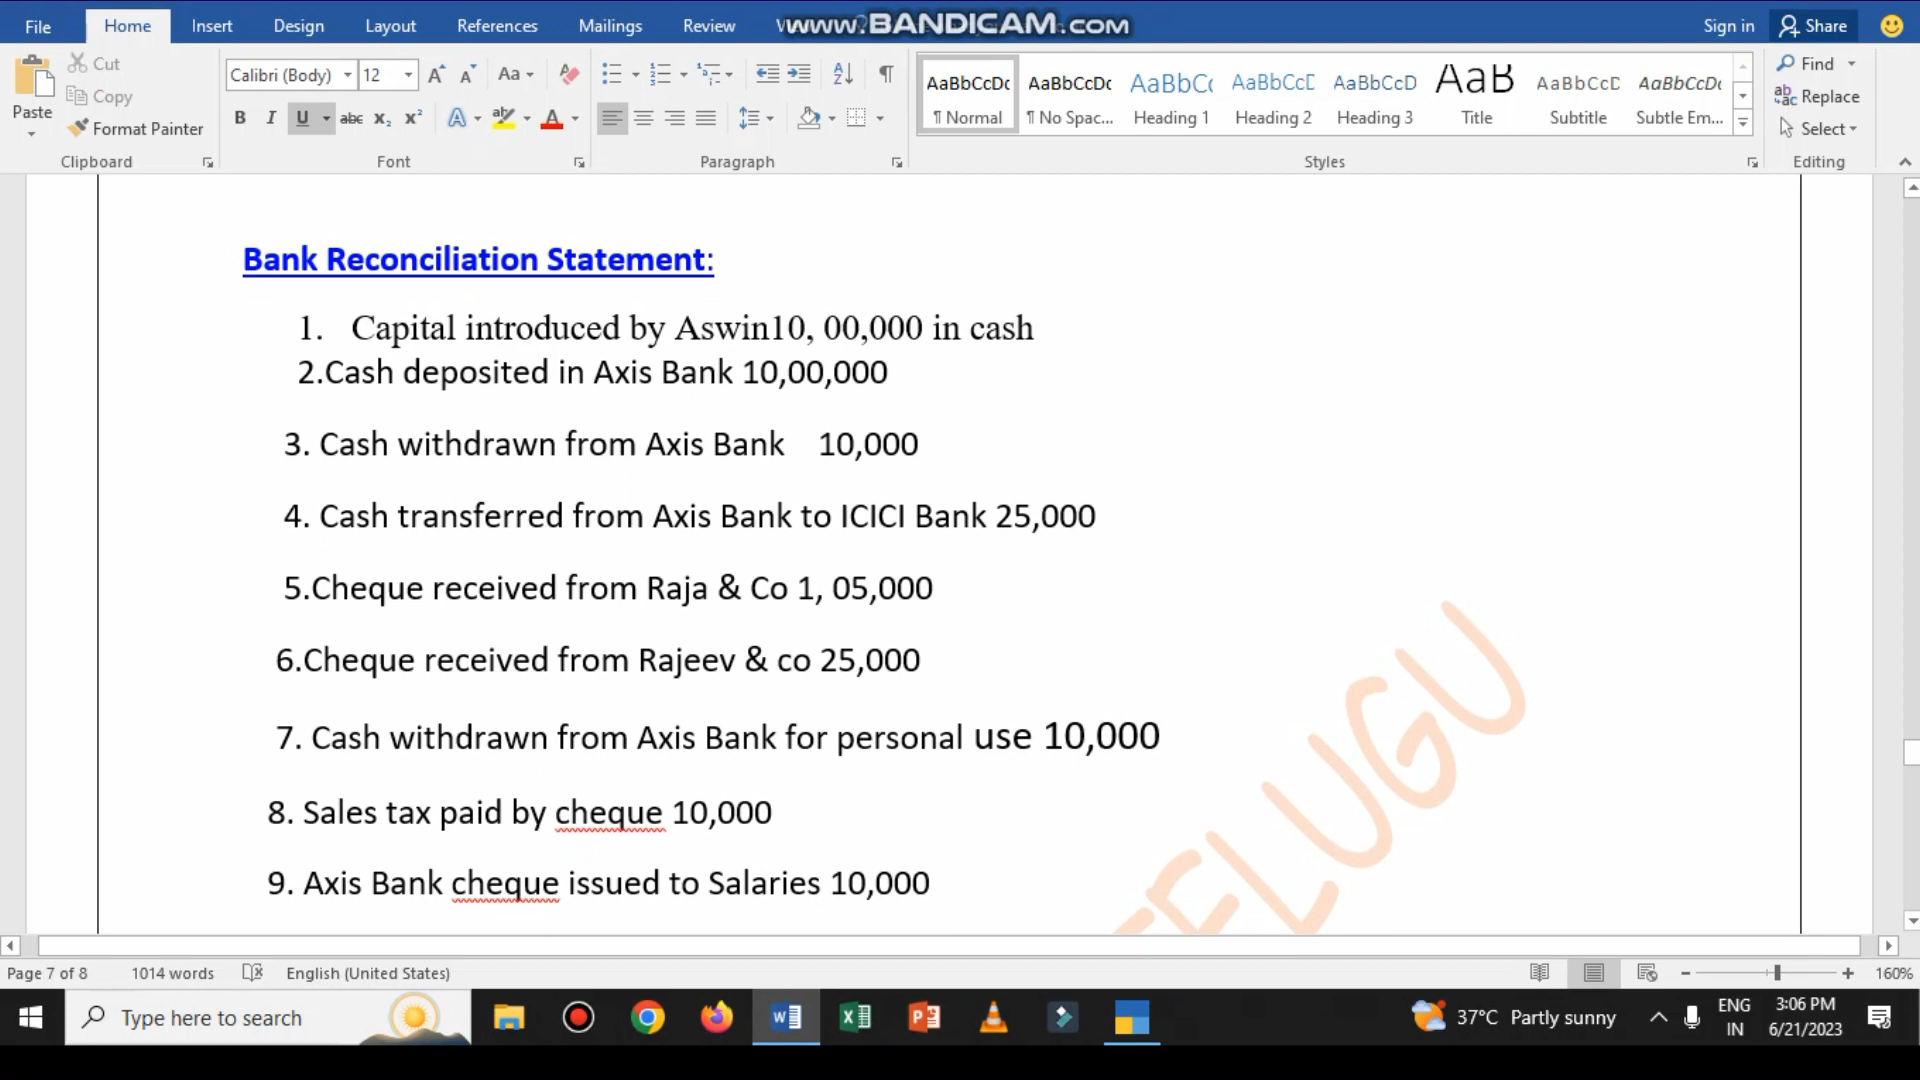 File Home Insert Design Layout References Mailings Review V www.BANDICAM.com Sign in Share
Cut
Copy
Paste
Format Painter
Clipboard
Calibri (Body) 12
Font
Paragraph
AaBbCcDc AaBbCcDc AaBbC AaBbCcE AaBbCcD AaB AaBbCcD AaBbCcDc
¶ Normal ¶ No Spac... Heading 1 Heading 2 Heading 3 Title Subtitle Subtle Em...
Styles
Find
Replace
Select
Editing
Bank Reconciliation Statement:
1. Capital introduced by Aswin10, 00,000 in cash
2.Cash deposited in Axis Bank 10,00,000
3. Cash withdrawn from Axis Bank 10,000
4. Cash transferred from Axis Bank to ICICI Bank 25,000
5.Cheque received from Raja & Co 1, 05,000
6.Cheque received from Rajeev & co 25,000
7. Cash withdrawn from Axis Bank for personal use 10,000
8. Sales tax paid by cheque 10,000
9. Axis Bank cheque issued to Salaries 10,000
TELUGU
Page 7 of 8 1014 words English (United States) 160%
Type here to search
37°C Partly sunny
ENG
IN
3:06 PM
6/21/2023